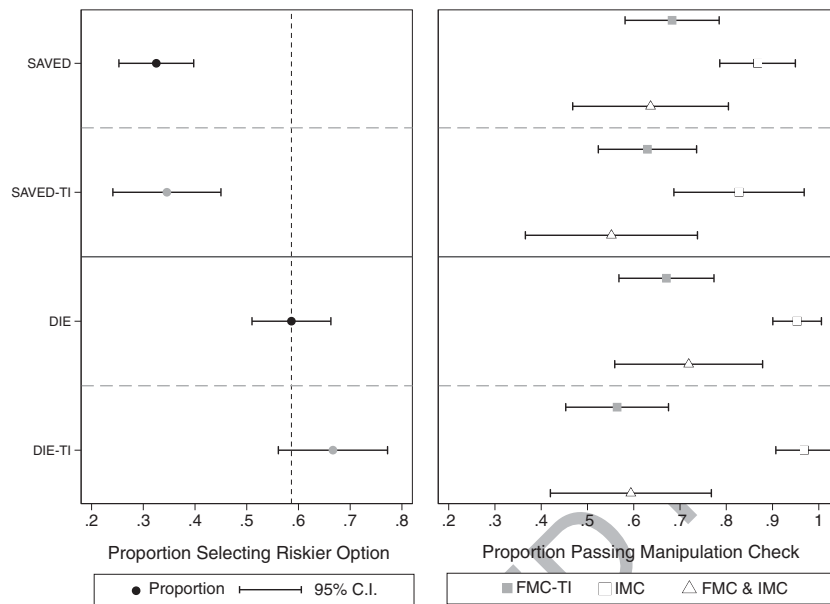 SAVED
SAVED-TI
DIE
DIE-TI
.2 .3 .4 .5 .6 .7 .8
.2 .3 .4 .5 .6 .7 .8 .9 1
Proportion Selecting Riskier Option
Proportion Passing Manipulation Check
Proportion 95% C.I.
FMC-TI IMC FMC & IMC